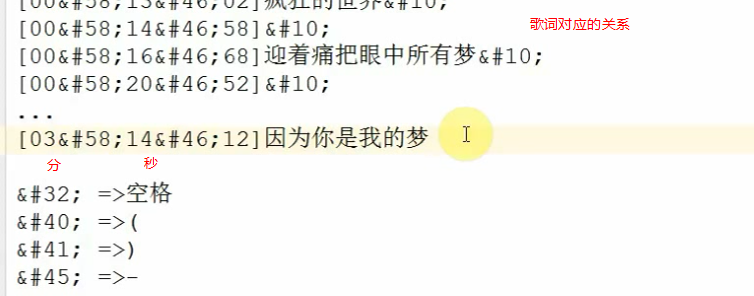 [00&#58;13&#46;02]疯狂的世界&#10;
[00&#58;14&#46;58]&#10;
歌词对应的关系
[00&#58;16&#46;68]迎着痛把眼中所有梦&#10;
[00&#58;20&#46;52]&#10;
...
[03&#58;14&#46;12]因为你是我的梦
分 秒
&#32; =>空格
&#40; =>(
&#41; =>)
&#45; =>-